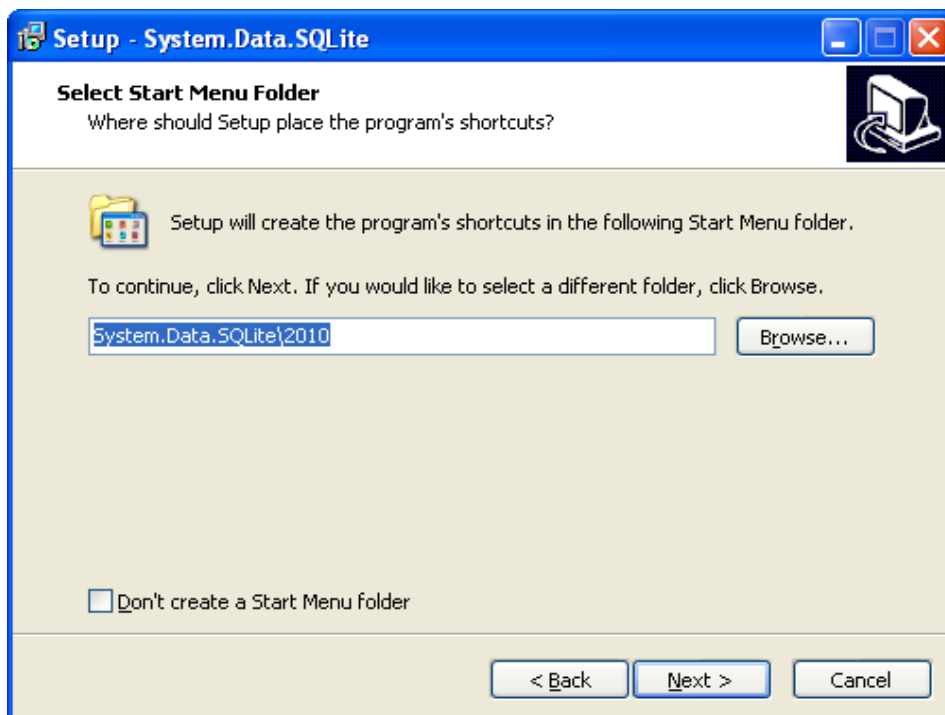 Setup - System.Data.SQLite
Select Start Menu Folder
Where should Setup place the program's shortcuts?
Setup will create the program's shortcuts in the following Start Menu folder.
To continue, click Next. If you would like to select a different folder, click Browse.
System.Data.SQLite\2010
Browse...
Don't create a Start Menu folder
< Back Next > Cancel